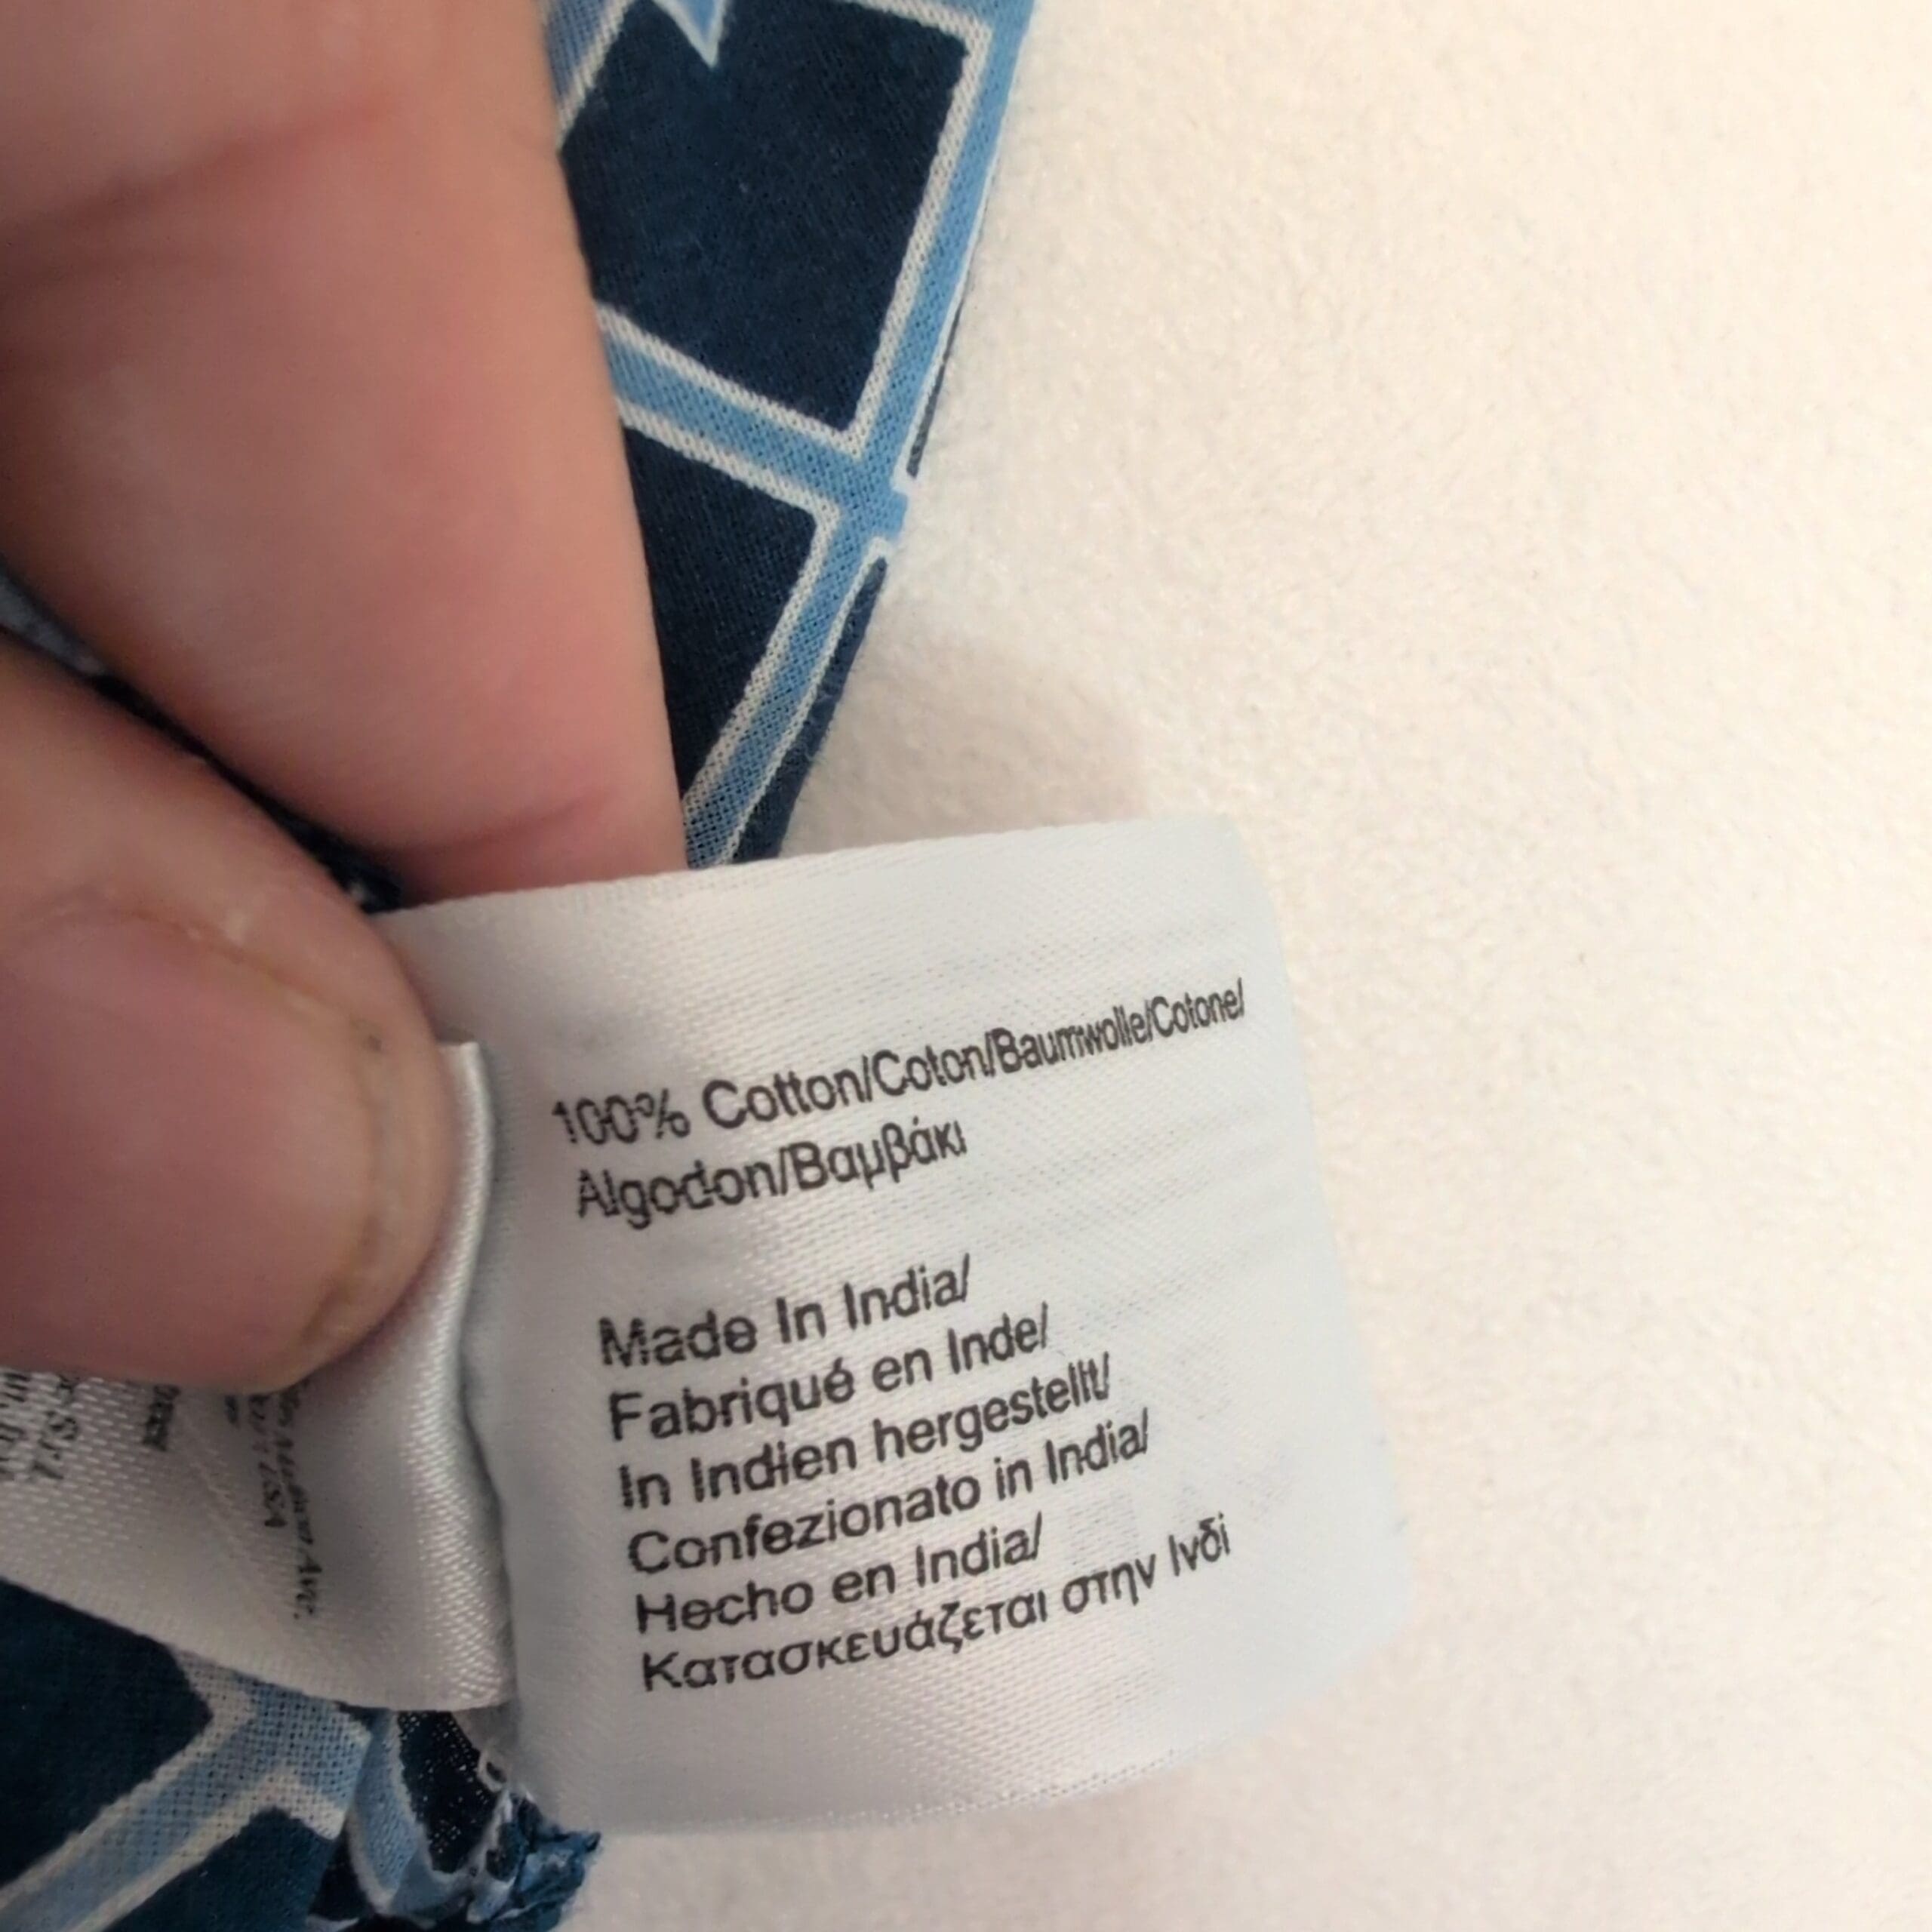 100% Cotton/Coton/Baumwolle/Cotone/
Algodon/Βαμβάκι
Made In India/
Fabriqué en Inde/
In Indien hergestellt/
Confezionato in India/
Hecho en India/
Κατασκευάζεται στην Ινδί
USA